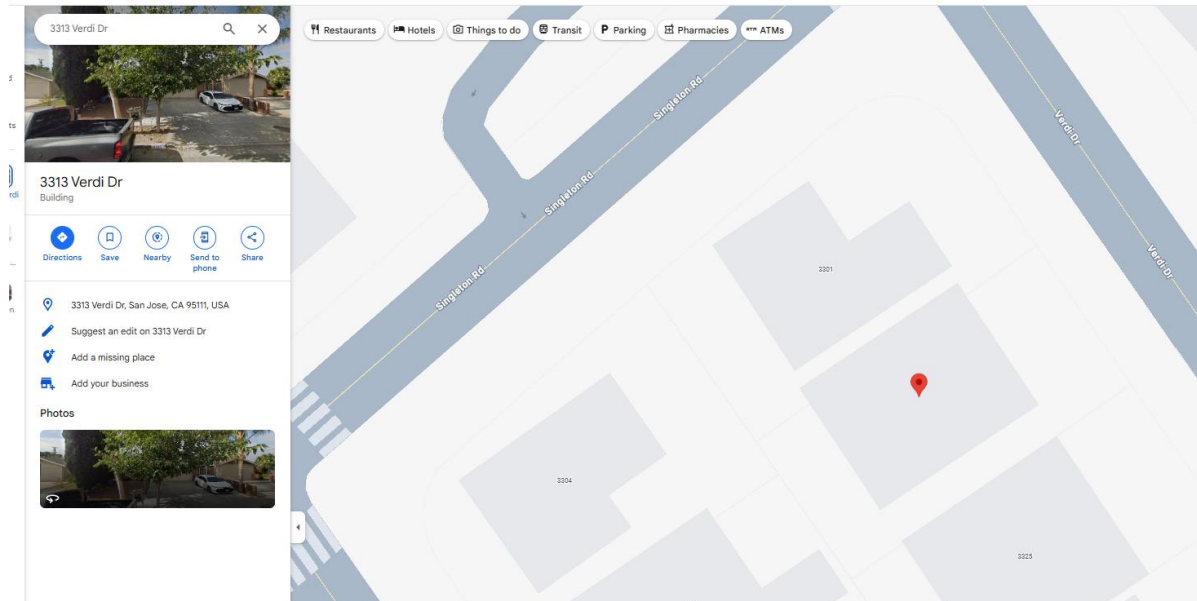 3313 Verdi Dr
Restaurants
Hotels
Things to do
Transit
P Parking
Pharmacies
ATM ATMs
3313 Verdi Dr
Building
Directions
Save
Nearby
Send to
phone
Share
3313 Verdi Dr, San Jose, CA 95111, USA
Suggest an edit on 3313 Verdi Dr
Add a missing place
Add your business
Photos
Singleton Rd
Singleton Rd
Singleton Rd
Verdi Dr
Verdi Dr
3301
3304
3325